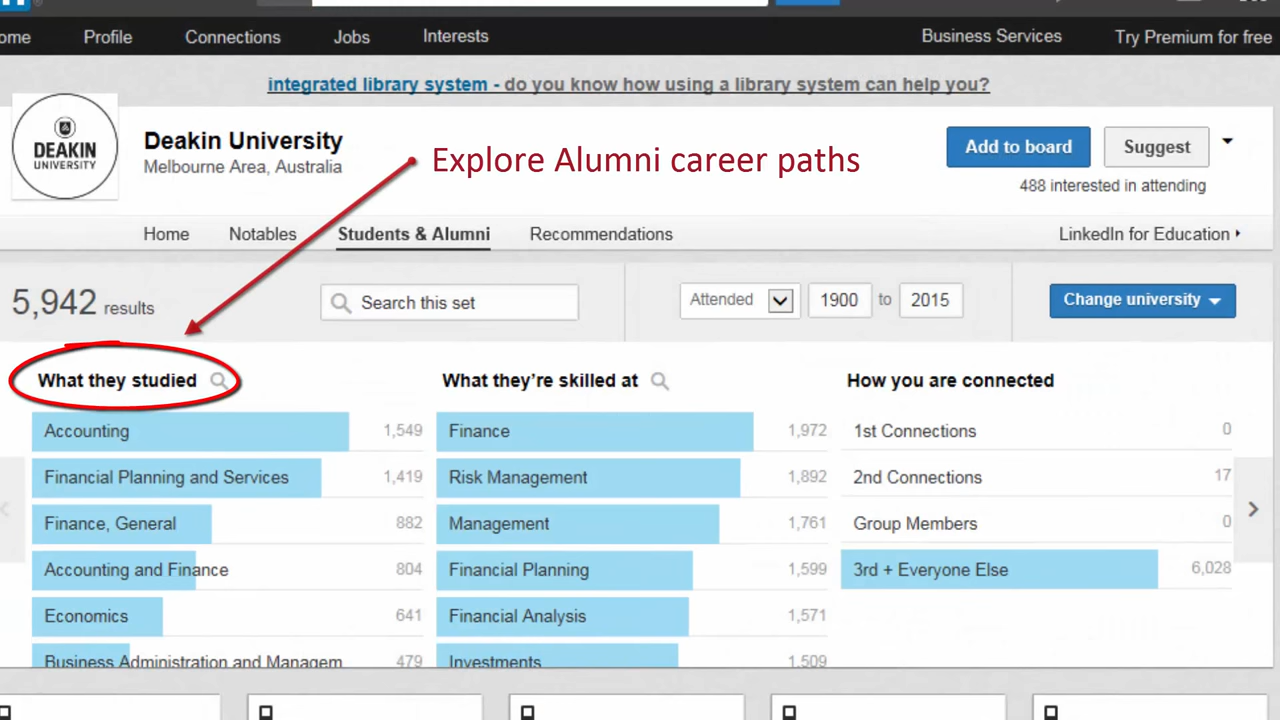 ome Profile Connections Jobs Interests Business Services Try Premium for free
integrated library system - do you know how using a library system can help you?
DEAKIN
UNIVERSITY
Deakin University
Melbourne Area, Australia
Explore Alumni career paths
Add to board
Suggest
488 interested in attending
Home Notables Students & Alumni Recommendations LinkedIn for Education
5,942 results
Search this set
Attended 1900 to 2015
Change university
What they studied
Accounting 1,549
Financial Planning and Services 1,419
Finance, General 882
Accounting and Finance 804
Economics 641
Business Administration and Managem 479
What they're skilled at
Finance 1,972
Risk Management 1,892
Management 1,761
Financial Planning 1,599
Financial Analysis 1,571
Investments 1,509
How you are connected
1st Connections 0
2nd Connections 17
Group Members 0
3rd + Everyone Else 6,028